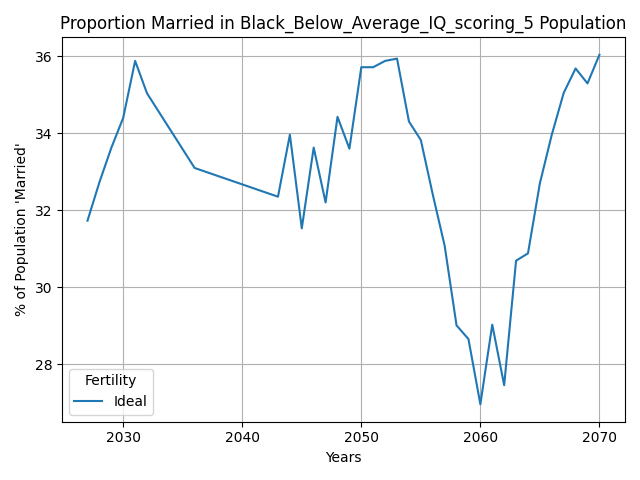 Proportion Married in Black_Below_Average_IQ_scoring_5 Population
% of Population 'Married'
36
34
32
30
28
Fertility
Ideal
2030 2040 2050 2060 2070
Years